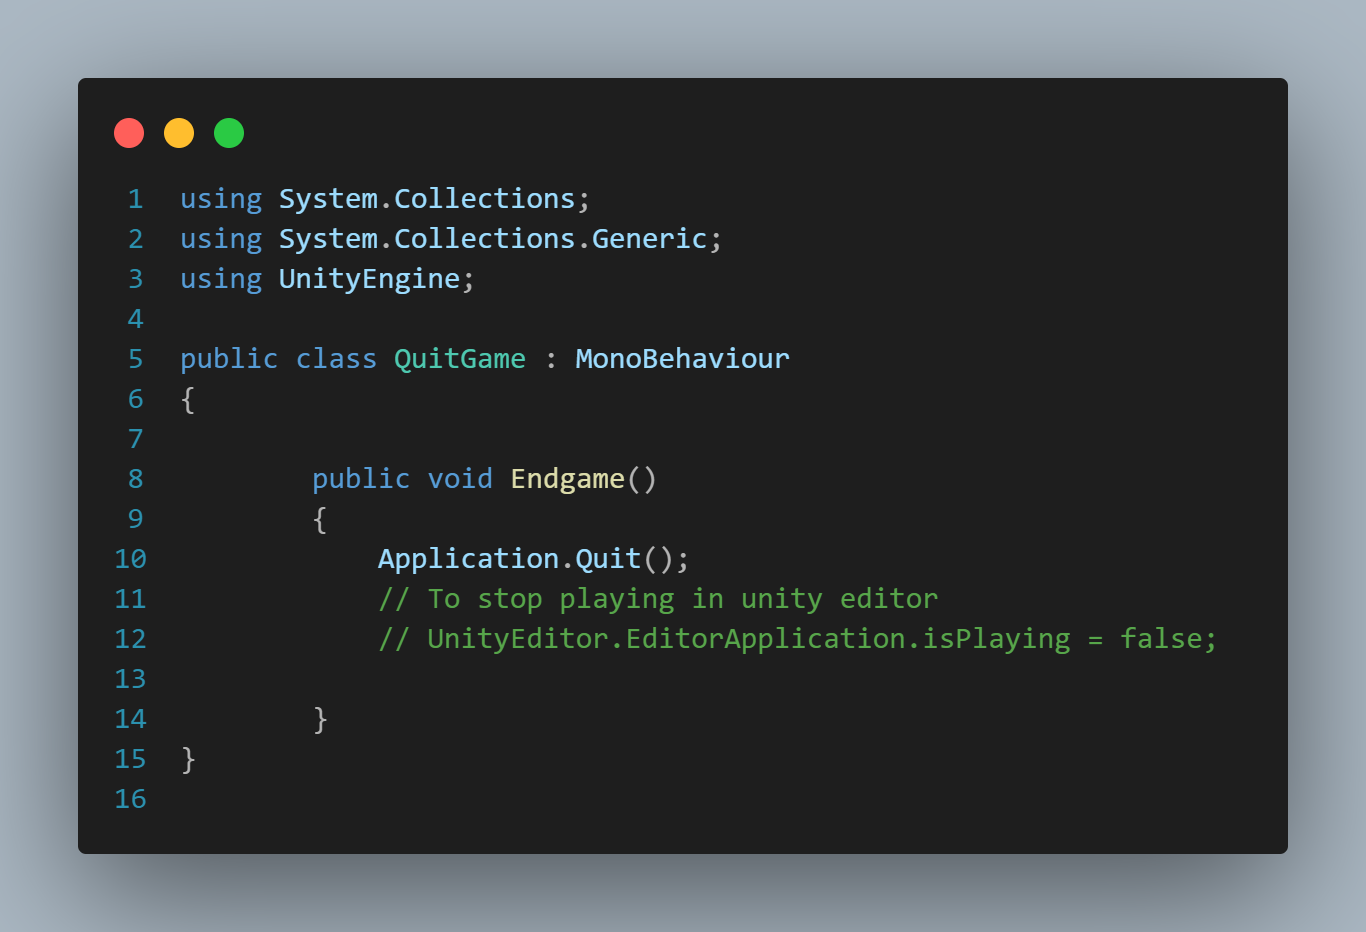 1 using System.Collections;
2 using System.Collections.Generic;
3 using UnityEngine;
4
5 public class QuitGame : MonoBehaviour
6 {
7
8         public void Endgame()
9         {
10             Application.Quit();
11             // To stop playing in unity editor
12             // UnityEditor.EditorApplication.isPlaying = false;
13
14         }
15 }
16